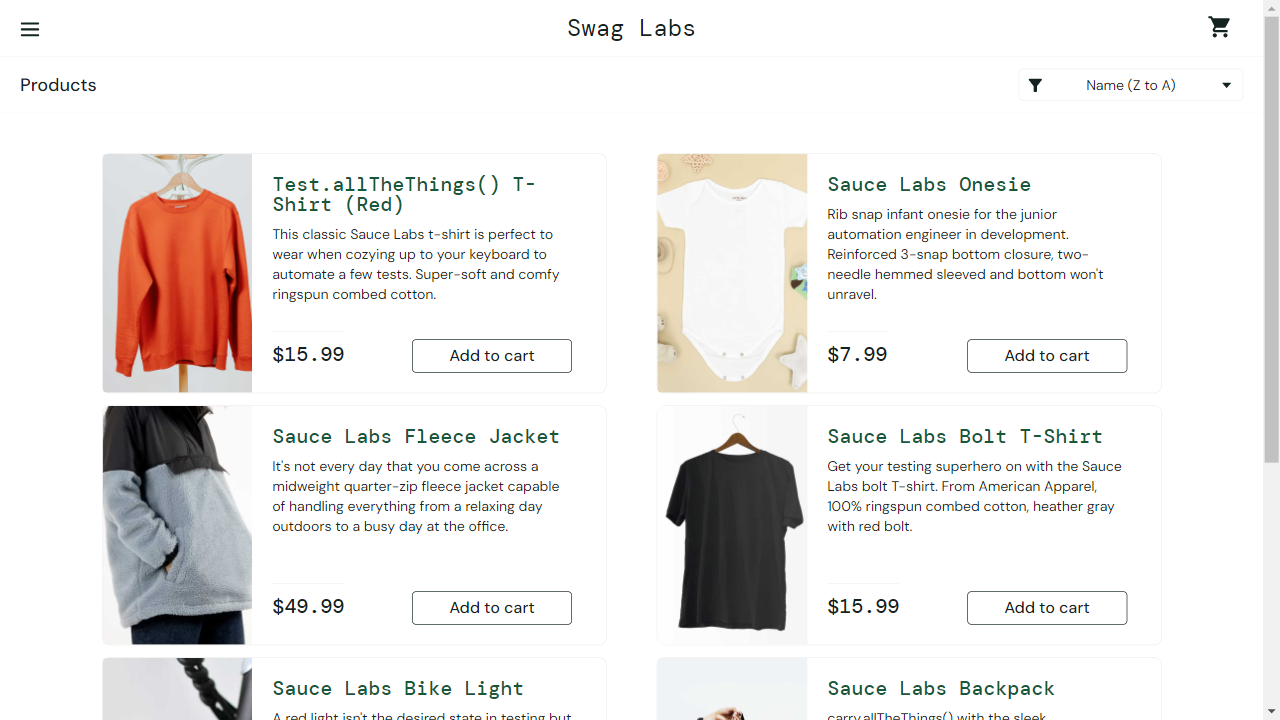 Swag Labs
Products
Name (Z to A)
Test.allTheThings() T-
Shirt (Red)
This classic Sauce Labs t-shirt is perfect to
wear when cozying up to your keyboard to
automate a few tests. Super-soft and comfy
ringspun combed cotton.
$15.99
Add to cart
Sauce Labs Onesie
Rib snap infant onesie for the junior
automation engineer in development.
Reinforced 3-snap bottom closure, two-
needle hemmed sleeved and bottom won't
unravel.
$7.99
Add to cart
Sauce Labs Fleece Jacket
It's not every day that you come across a
midweight quarter-zip fleece jacket capable
of handling everything from a relaxing day
outdoors to a busy day at the office.
$49.99
Add to cart
Sauce Labs Bolt T-Shirt
Get your testing superhero on with the Sauce
Labs bolt T-shirt. From American Apparel,
100% ringspun combed cotton, heather gray
with red bolt.
$15.99
Add to cart
Sauce Labs Bike Light
A red light isn't the desired state in testing but
Sauce Labs Backpack
carry.allTheThings() with the sleek,